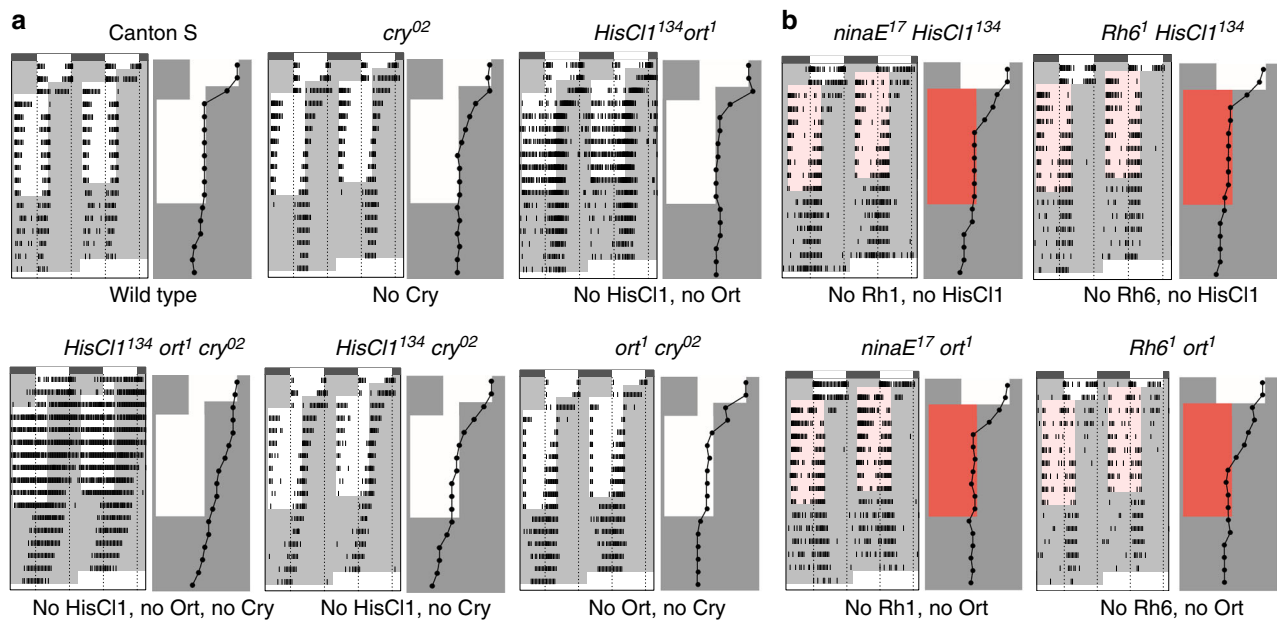 a
Canton S
cry⁰²
HisCl1¹³⁴ort¹
Wild type
No Cry
No HisCl1, no Ort
HisCl1¹³⁴ ort¹ cry⁰²
HisCl1¹³⁴ cry⁰²
ort¹ cry⁰²
No HisCl1, no Ort, no Cry
No HisCl1, no Cry
No Ort, no Cry
b
ninaE¹⁷ HisCl1¹³⁴
Rh6¹ HisCl1¹³⁴
No Rh1, no HisCl1
No Rh6, no HisCl1
ninaE¹⁷ ort¹
Rh6¹ ort¹
No Rh1, no Ort
No Rh6, no Ort